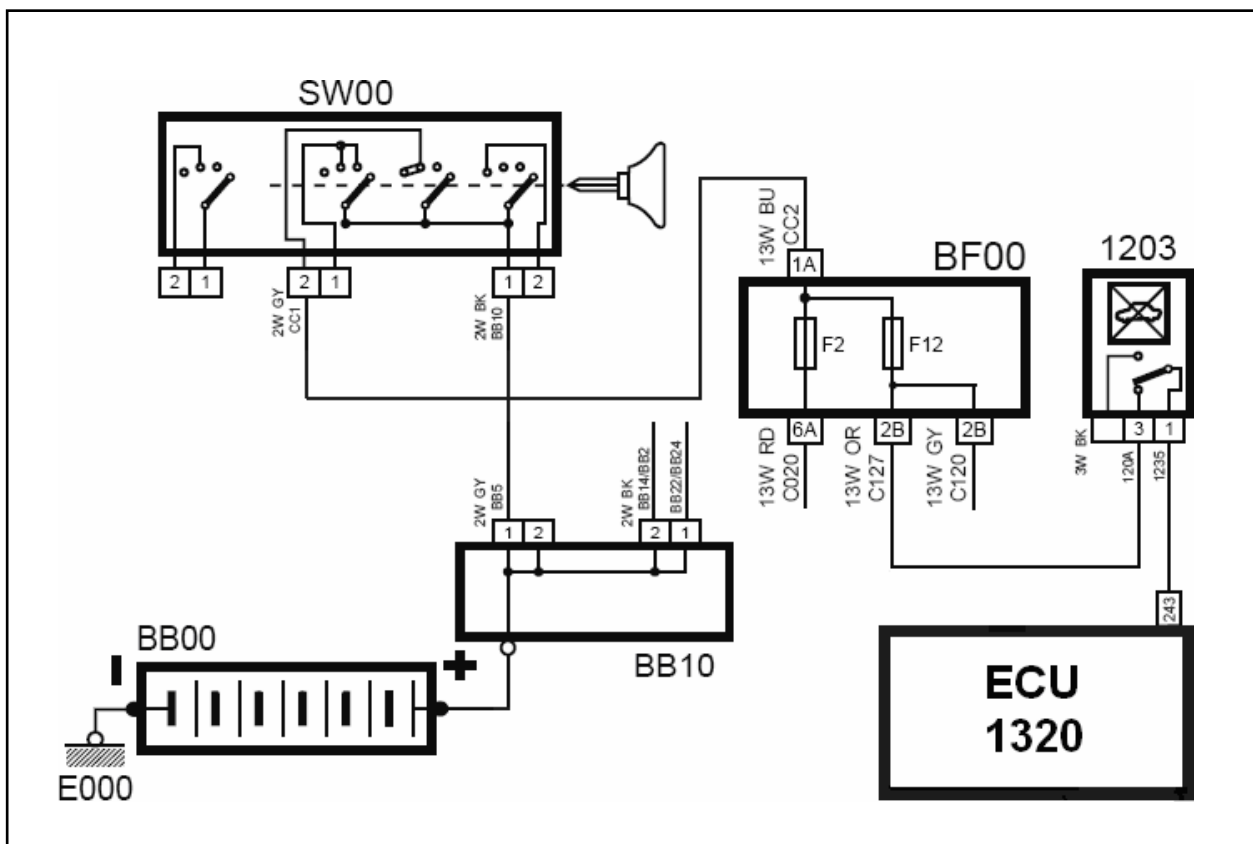 SW00
2 1
2 1
1 2
2W GY
CC1
2W BK
BB10
13W BU
CC2
1A
BF00
F2
F12
6A
2B
2B
13W RD
C020
13W OR
C127
13W GY
C120
1203
3 1
3W BK
120A
1235
2W GY
BB5
2W BK
BB14/BB2
BB22/BB24
1 2
2 1
BB10
BB00
E000
243
ECU
1320